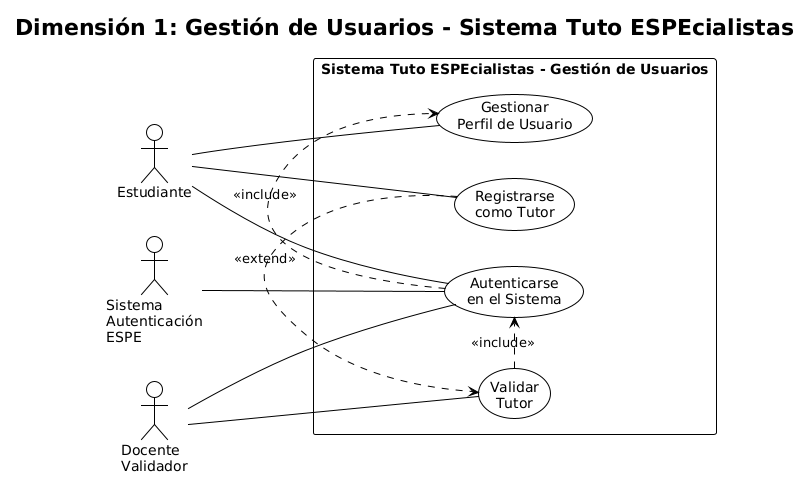 Dimensión 1: Gestión de Usuarios - Sistema Tuto ESPEcialistas
Sistema Tuto ESPEcialistas - Gestión de Usuarios
Gestionar
Perfil de Usuario
Estudiante
«include»
Registrarse
como Tutor
«extend»
Sistema
Autenticación
ESPE
Autenticarse
en el Sistema
«include»
Validar
Tutor
Docente
Validador